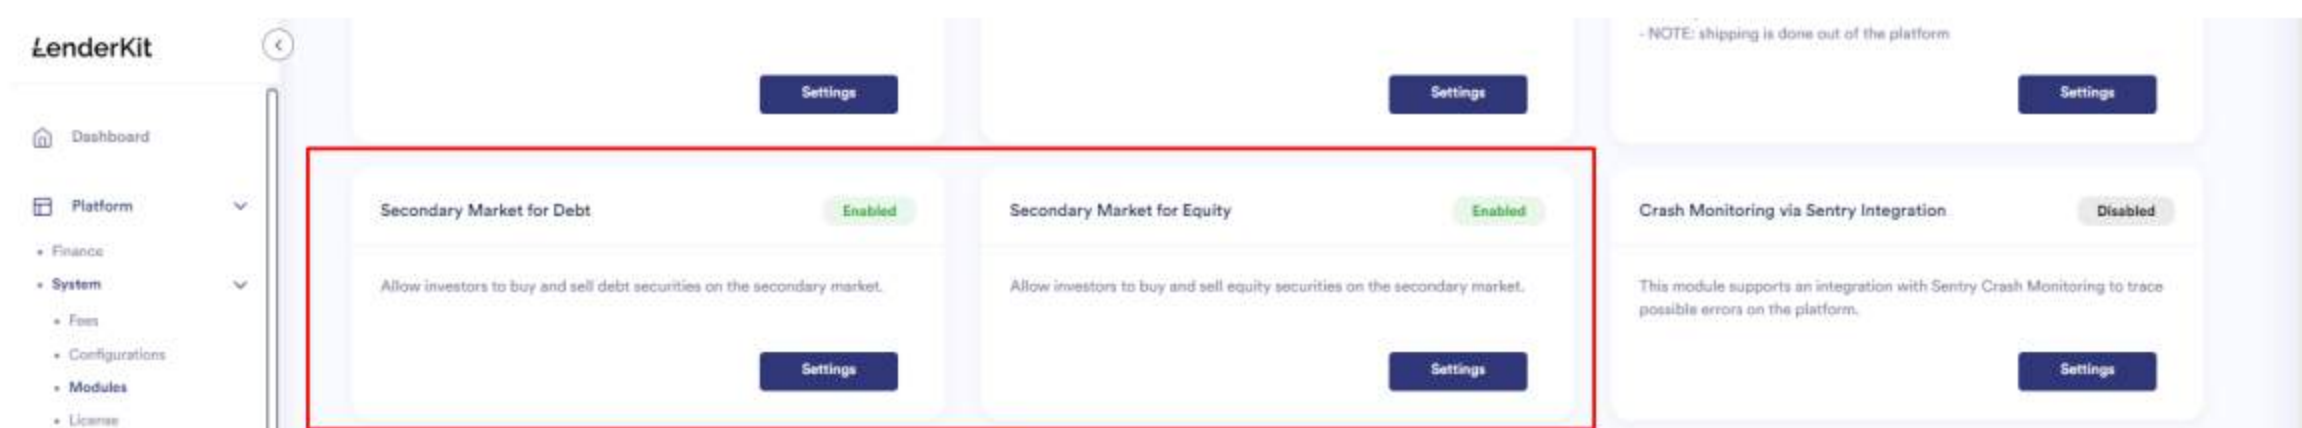 LenderKit
Dashboard
Platform
• Finance
• System
• Fees
• Configurations
• Modules
• License
- NOTE: shipping is done out of the platform
Settings
Settings
Settings
Secondary Market for Debt
Enabled
Allow investors to buy and sell debt securities on the secondary market.
Settings
Secondary Market for Equity
Enabled
Allow investors to buy and sell equity securities on the secondary market.
Settings
Crash Monitoring via Sentry Integration
Disabled
This module supports an integration with Sentry Crash Monitoring to trace
possible errors on the platform.
Settings